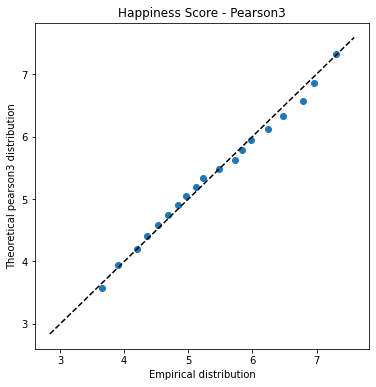 Happiness Score - Pearson3
Theoretical pearson3 distribution
7
6
5
4
3
3 4 5 6 7
Empirical distribution